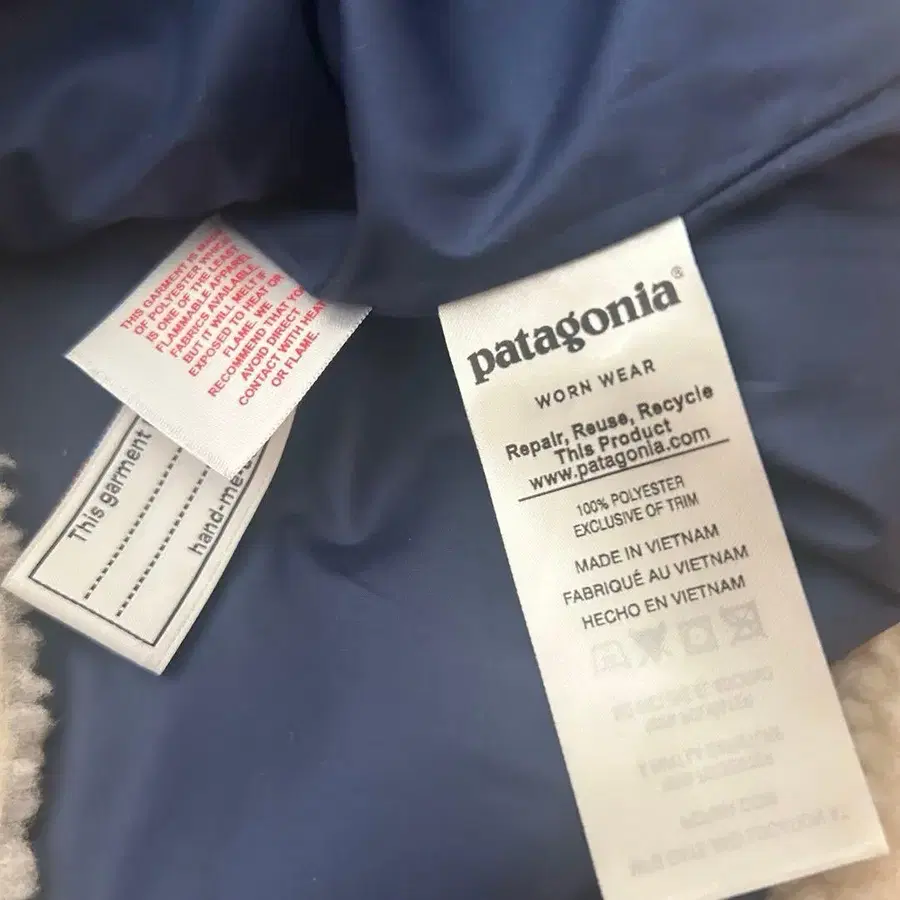 THIS GARMENT IS MADE
OF POLYESTER WHICH
IS ONE OF THE LEAST
FLAMMABLE APPAREL
FABRICS AVAILABLE
BUT IT WILL MELT IF
EXPOSED TO HEAT OR
FLAME. WE
RECOMMEND THAT YOU
AVOID DIRECT
CONTACT WITH HEAT
OR FLAME.
This garment
hand-me-
patagonia®
WORN WEAR
Repair, Reuse, Recycle
This Product
www.patagonia.com
100% POLYESTER
EXCLUSIVE OF TRIM
MADE IN VIETNAM
FABRIQUÉ AU VIETNAM
HECHO EN VIETNAM